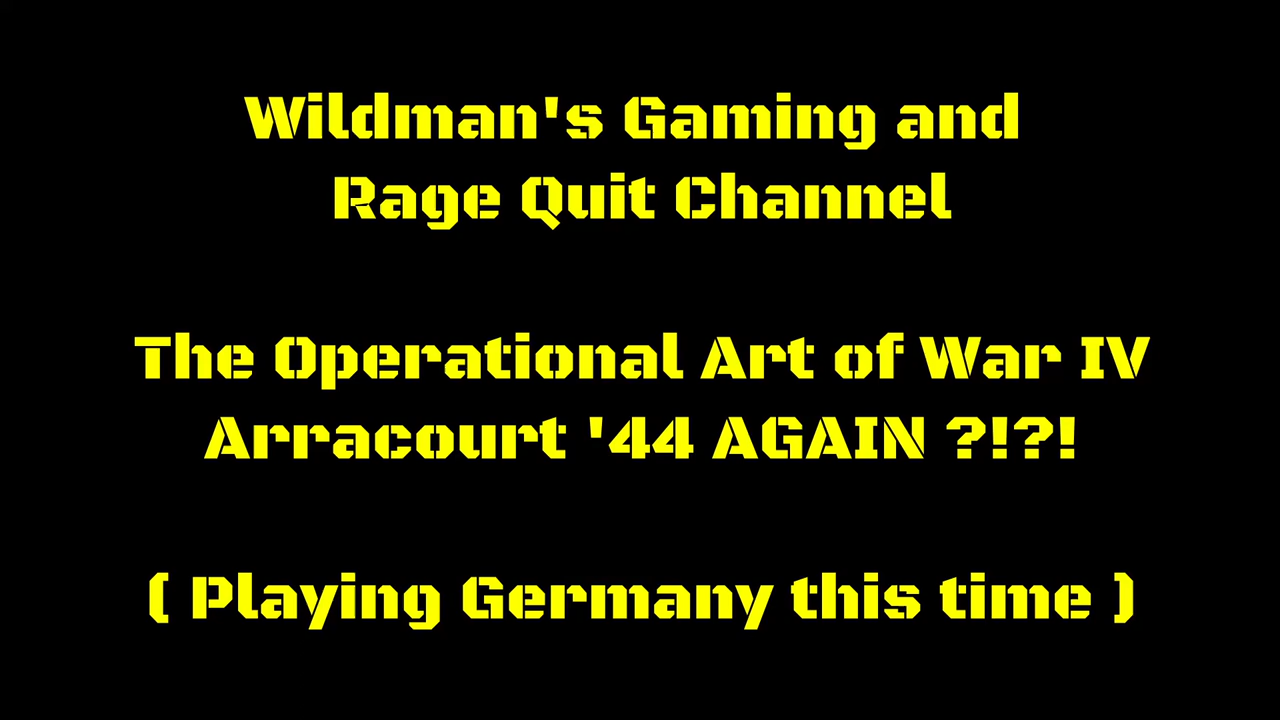 Wildman's Gaming and
Rage Quit Channel
The Operational Art of War IV
Arracourt '44 AGAIN ?!?!
( Playing Germany this time )